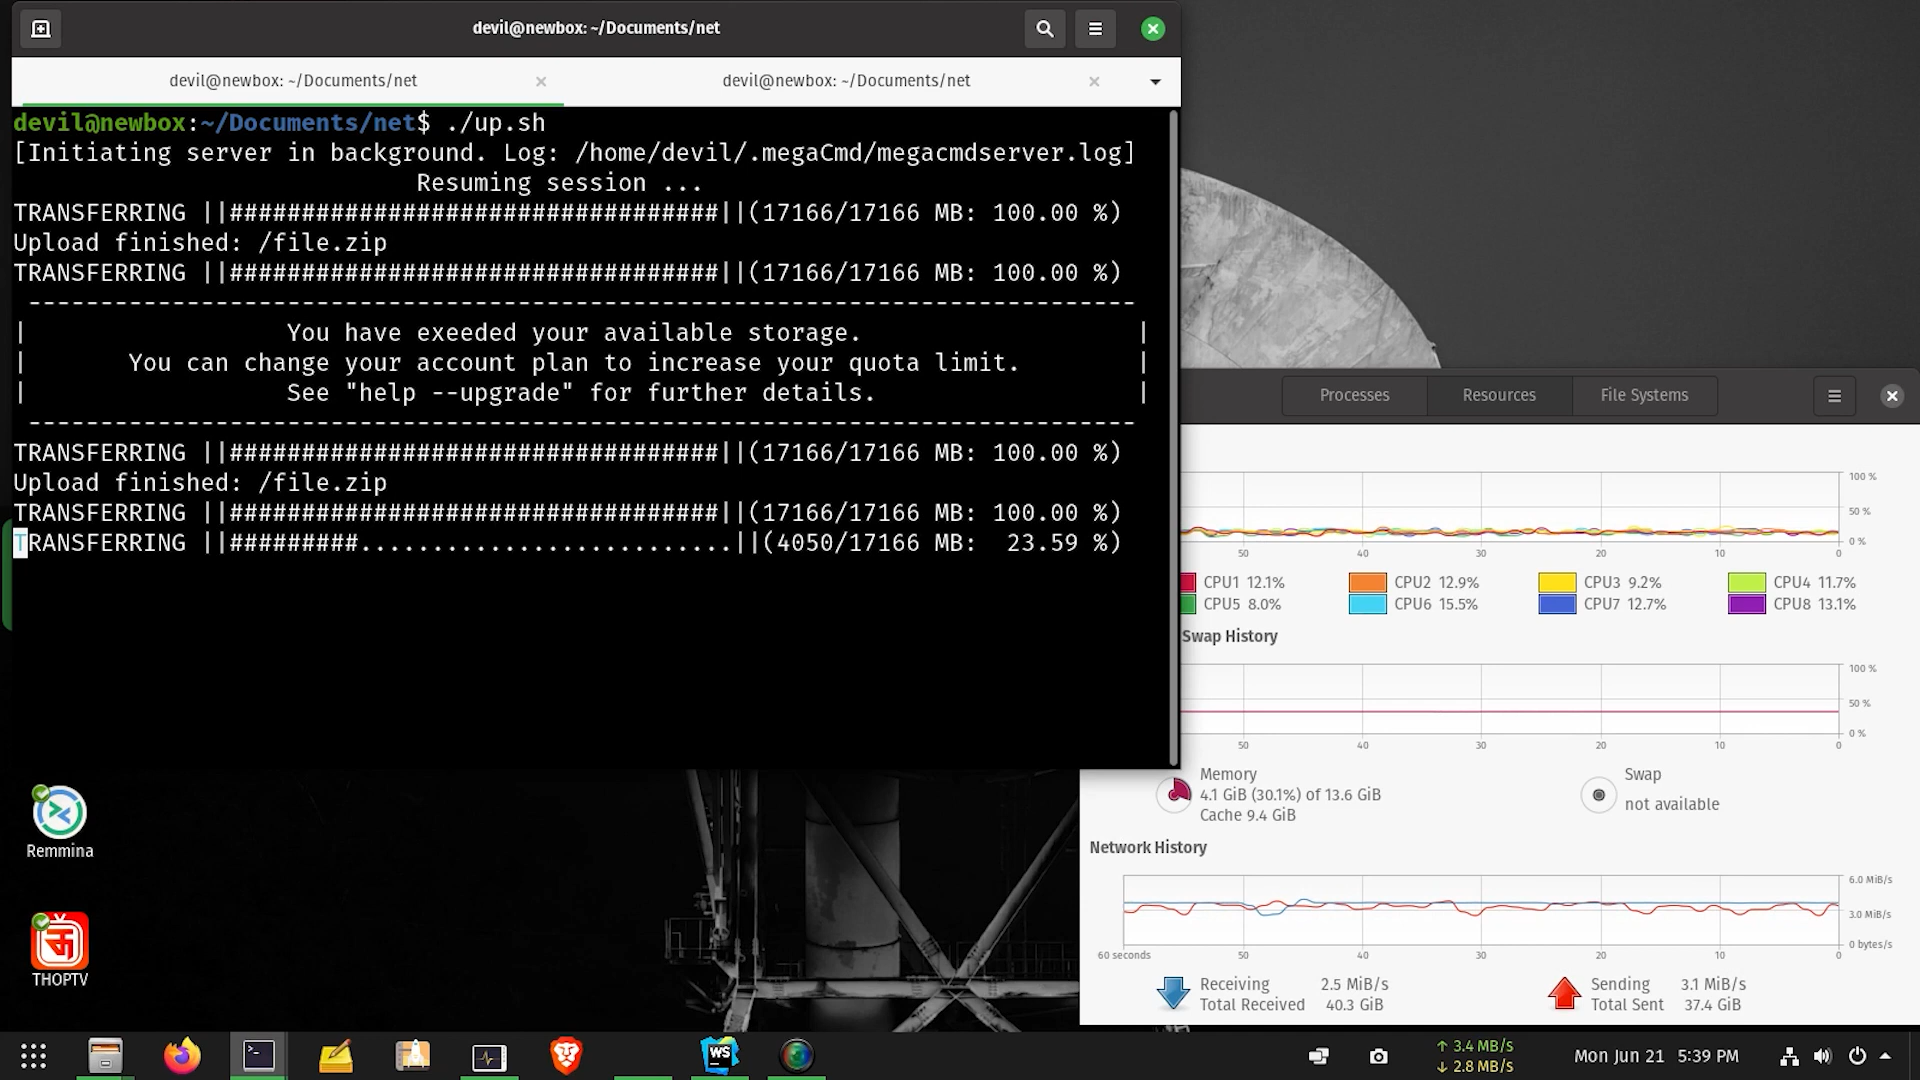 devil@newbox: ~/Documents/net
devil@newbox: ~/Documents/net
devil@newbox: ~/Documents/net
devil@newbox:~/Documents/net$ ./up.sh
[Initiating server in background. Log: /home/devil/.megaCmd/megacmdserver.log]
Resuming session ...
TRANSFERRING ||##################################||(17166/17166 MB: 100.00 %)
Upload finished: /file.zip
TRANSFERRING ||##################################||(17166/17166 MB: 100.00 %)
-----------------------------------------------------------------------------
| You have exeeded your available storage. |
| You can change your account plan to increase your quota limit. |
| See "help --upgrade" for further details. |
-----------------------------------------------------------------------------
TRANSFERRING ||##################################||(17166/17166 MB: 100.00 %)
Upload finished: /file.zip
TRANSFERRING ||##################################||(17166/17166 MB: 100.00 %)
TRANSFERRING ||#########..........................||(4050/17166 MB:  23.59 %)
Processes
Resources
File Systems
100 %
50 %
0 %
50 40 30 20 10 0
CPU1 12.1% CPU2 12.9% CPU3 9.2% CPU4 11.7%
CPU5 8.0% CPU6 15.5% CPU7 12.7% CPU8 13.1%
Swap History
100 %
50 %
0 %
50 40 30 20 10 0
Memory
4.1 GiB (30.1%) of 13.6 GiB
Cache 9.4 GiB
Swap
not available
Network History
6.0 MiB/s
3.0 MiB/s
0 bytes/s
60 seconds 50 40 30 20 10 0
Receiving 2.5 MiB/s
Total Received 40.3 GiB
Sending 3.1 MiB/s
Total Sent 37.4 GiB
Remmina
त
THOPTV
WS
3.4 MB/s
2.8 MB/s
Mon Jun 21 5:39 PM